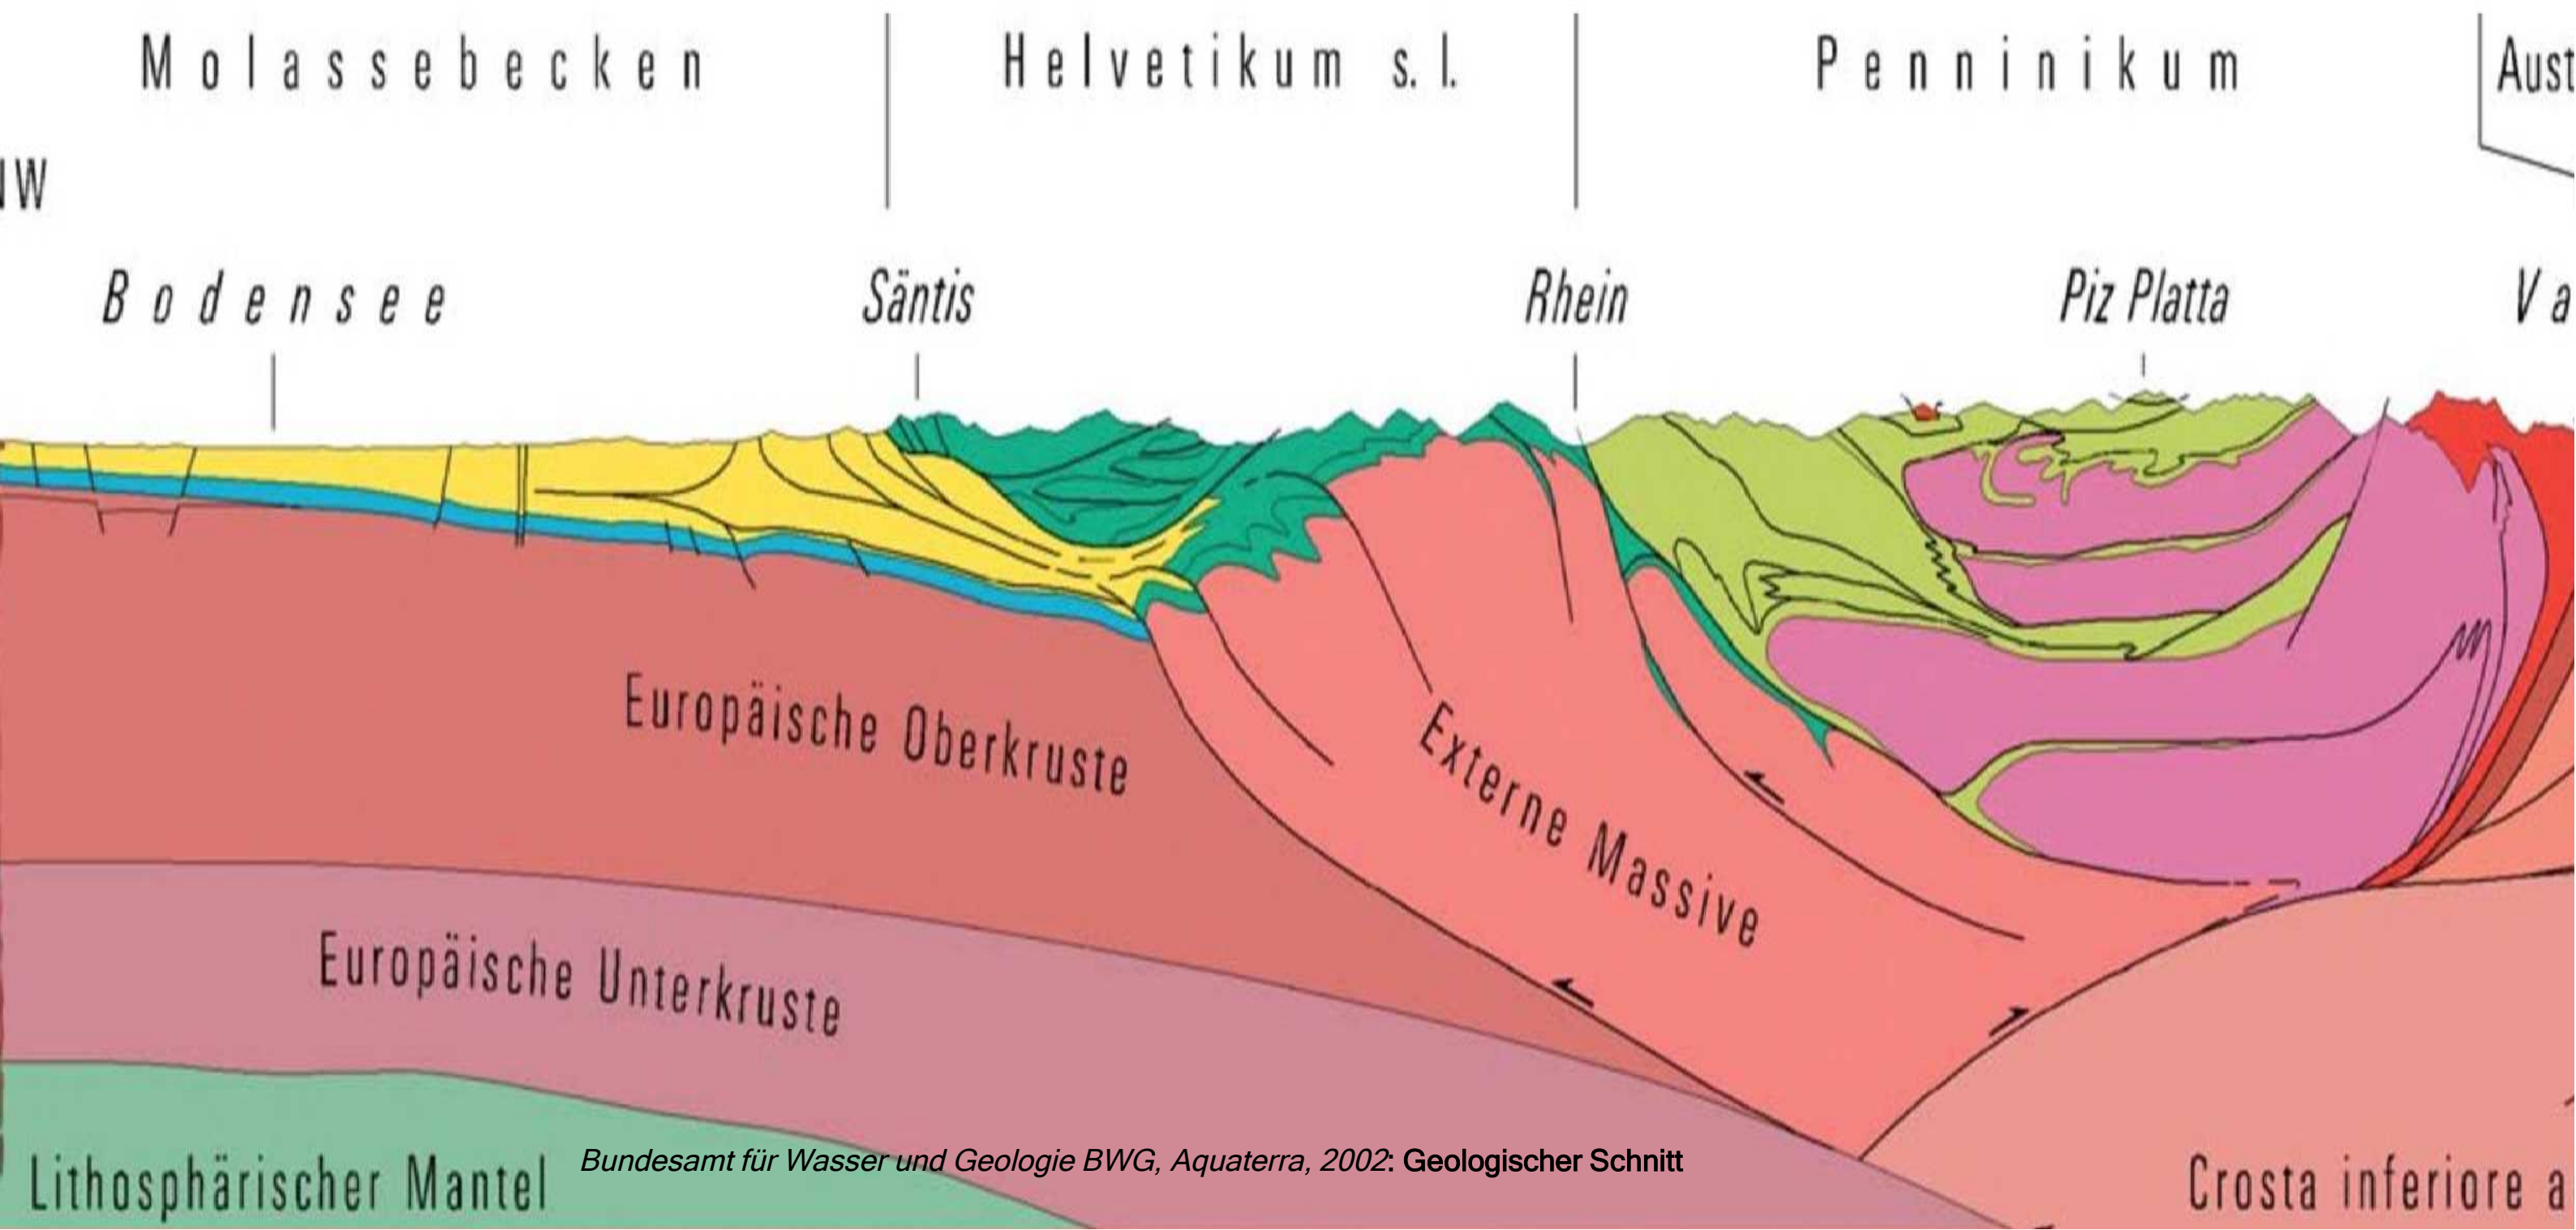 Molassebecken
Helvetikum s.l.
Penninikum
Aust
W
Bodensee
Säntis
Rhein
Piz Platta
Va
Europäische Oberkruste
Externe Massive
Europäische Unterkruste
Lithosphärischer Mantel
Bundesamt für Wasser und Geologie BWG, Aquaterra, 2002: Geologischer Schnitt
Crosta inferiore a